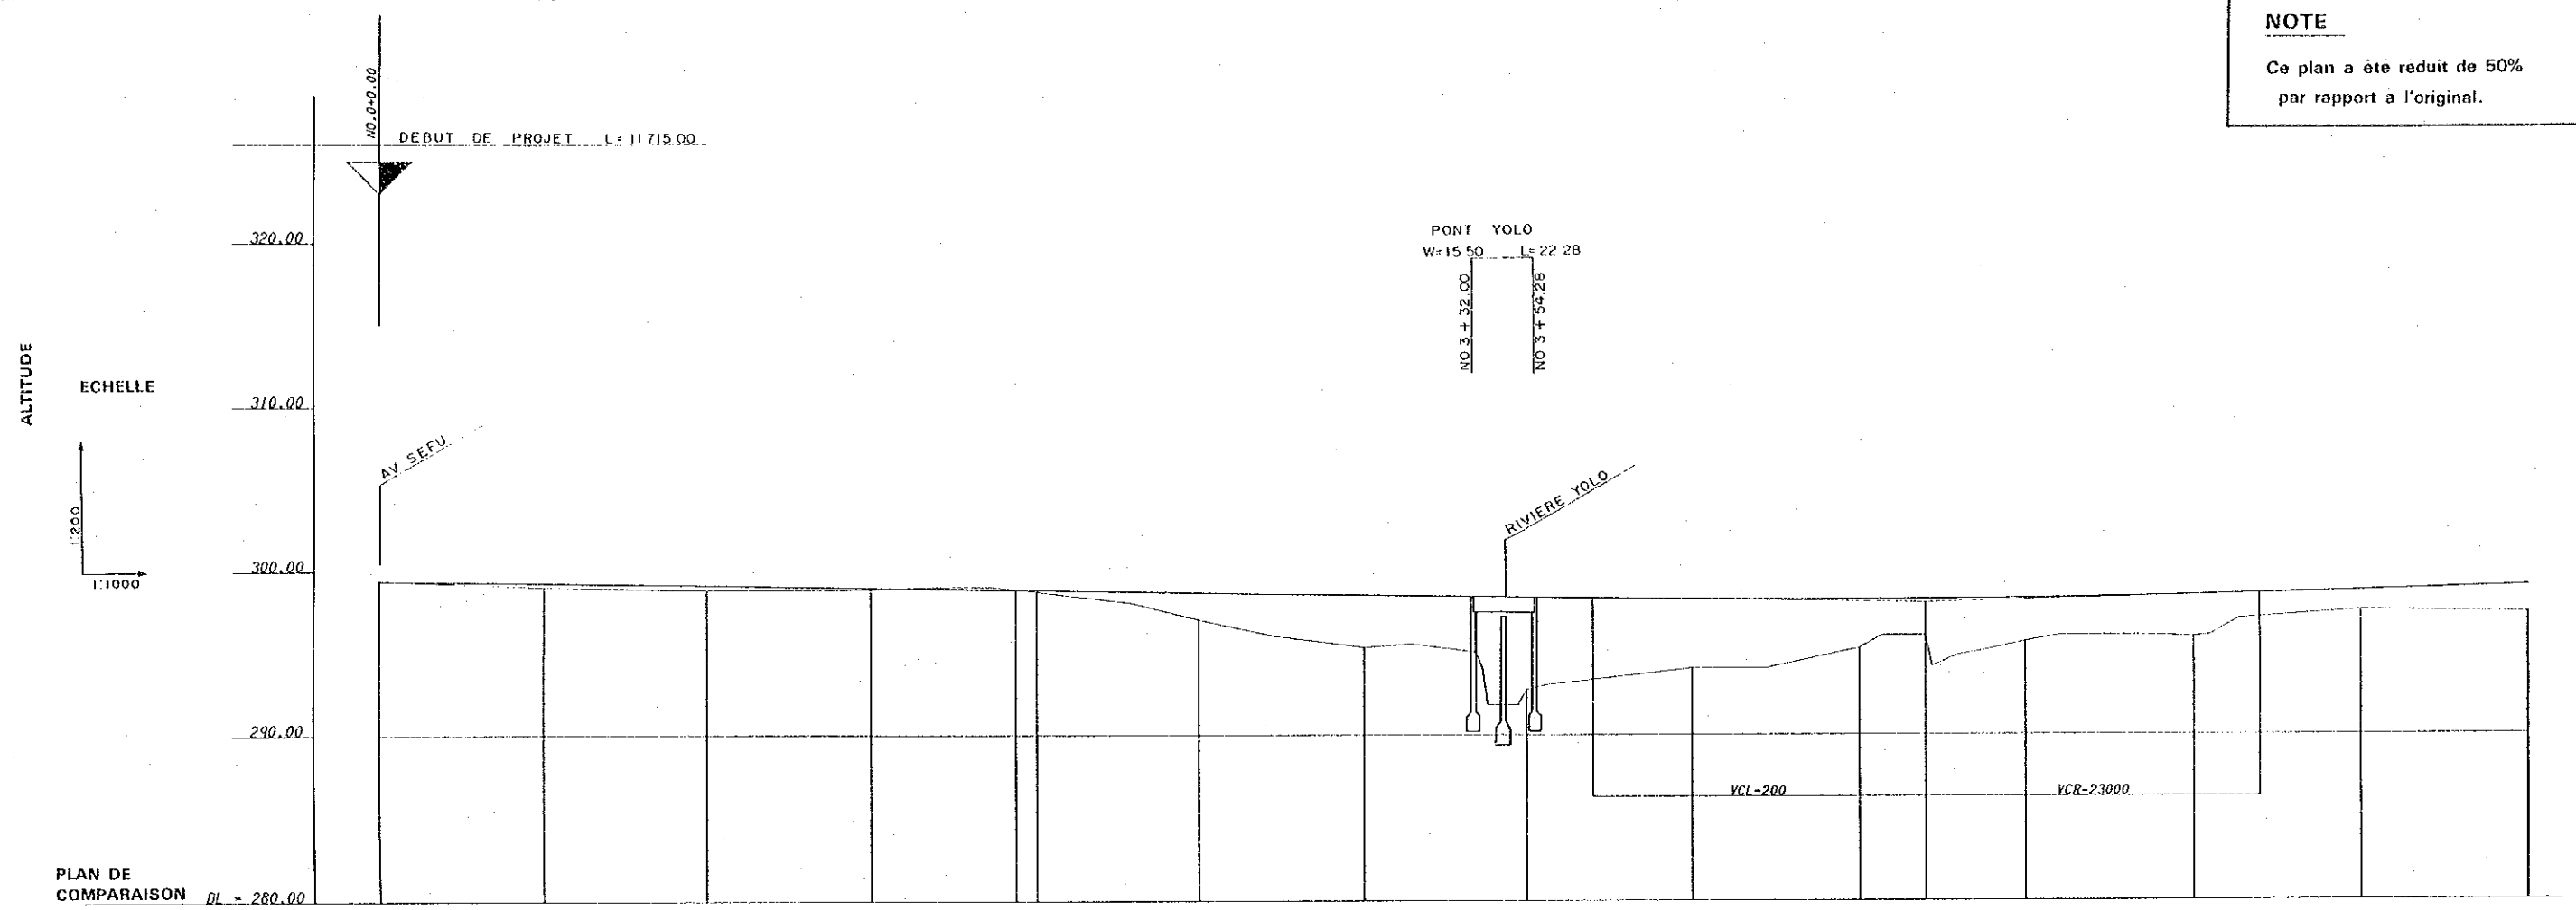 NOTE
Ce plan a été réduit de 50%
par rapport à l'original.
NO.0+0.00
DEBUT DE PROJET L= 11 715 00
320.00
PONT YOLO
W=15 50 L= 22 28
NO 3 + 32.00
NO 3 + 54.28
ALTITUDE
ECHELLE
310.00
AV SEFU
RIVIERE YOLO
1:200
300.00
1:1000
290.00
VCL-200
VCR-23000
PLAN DE
COMPARAISON DL - 280.00